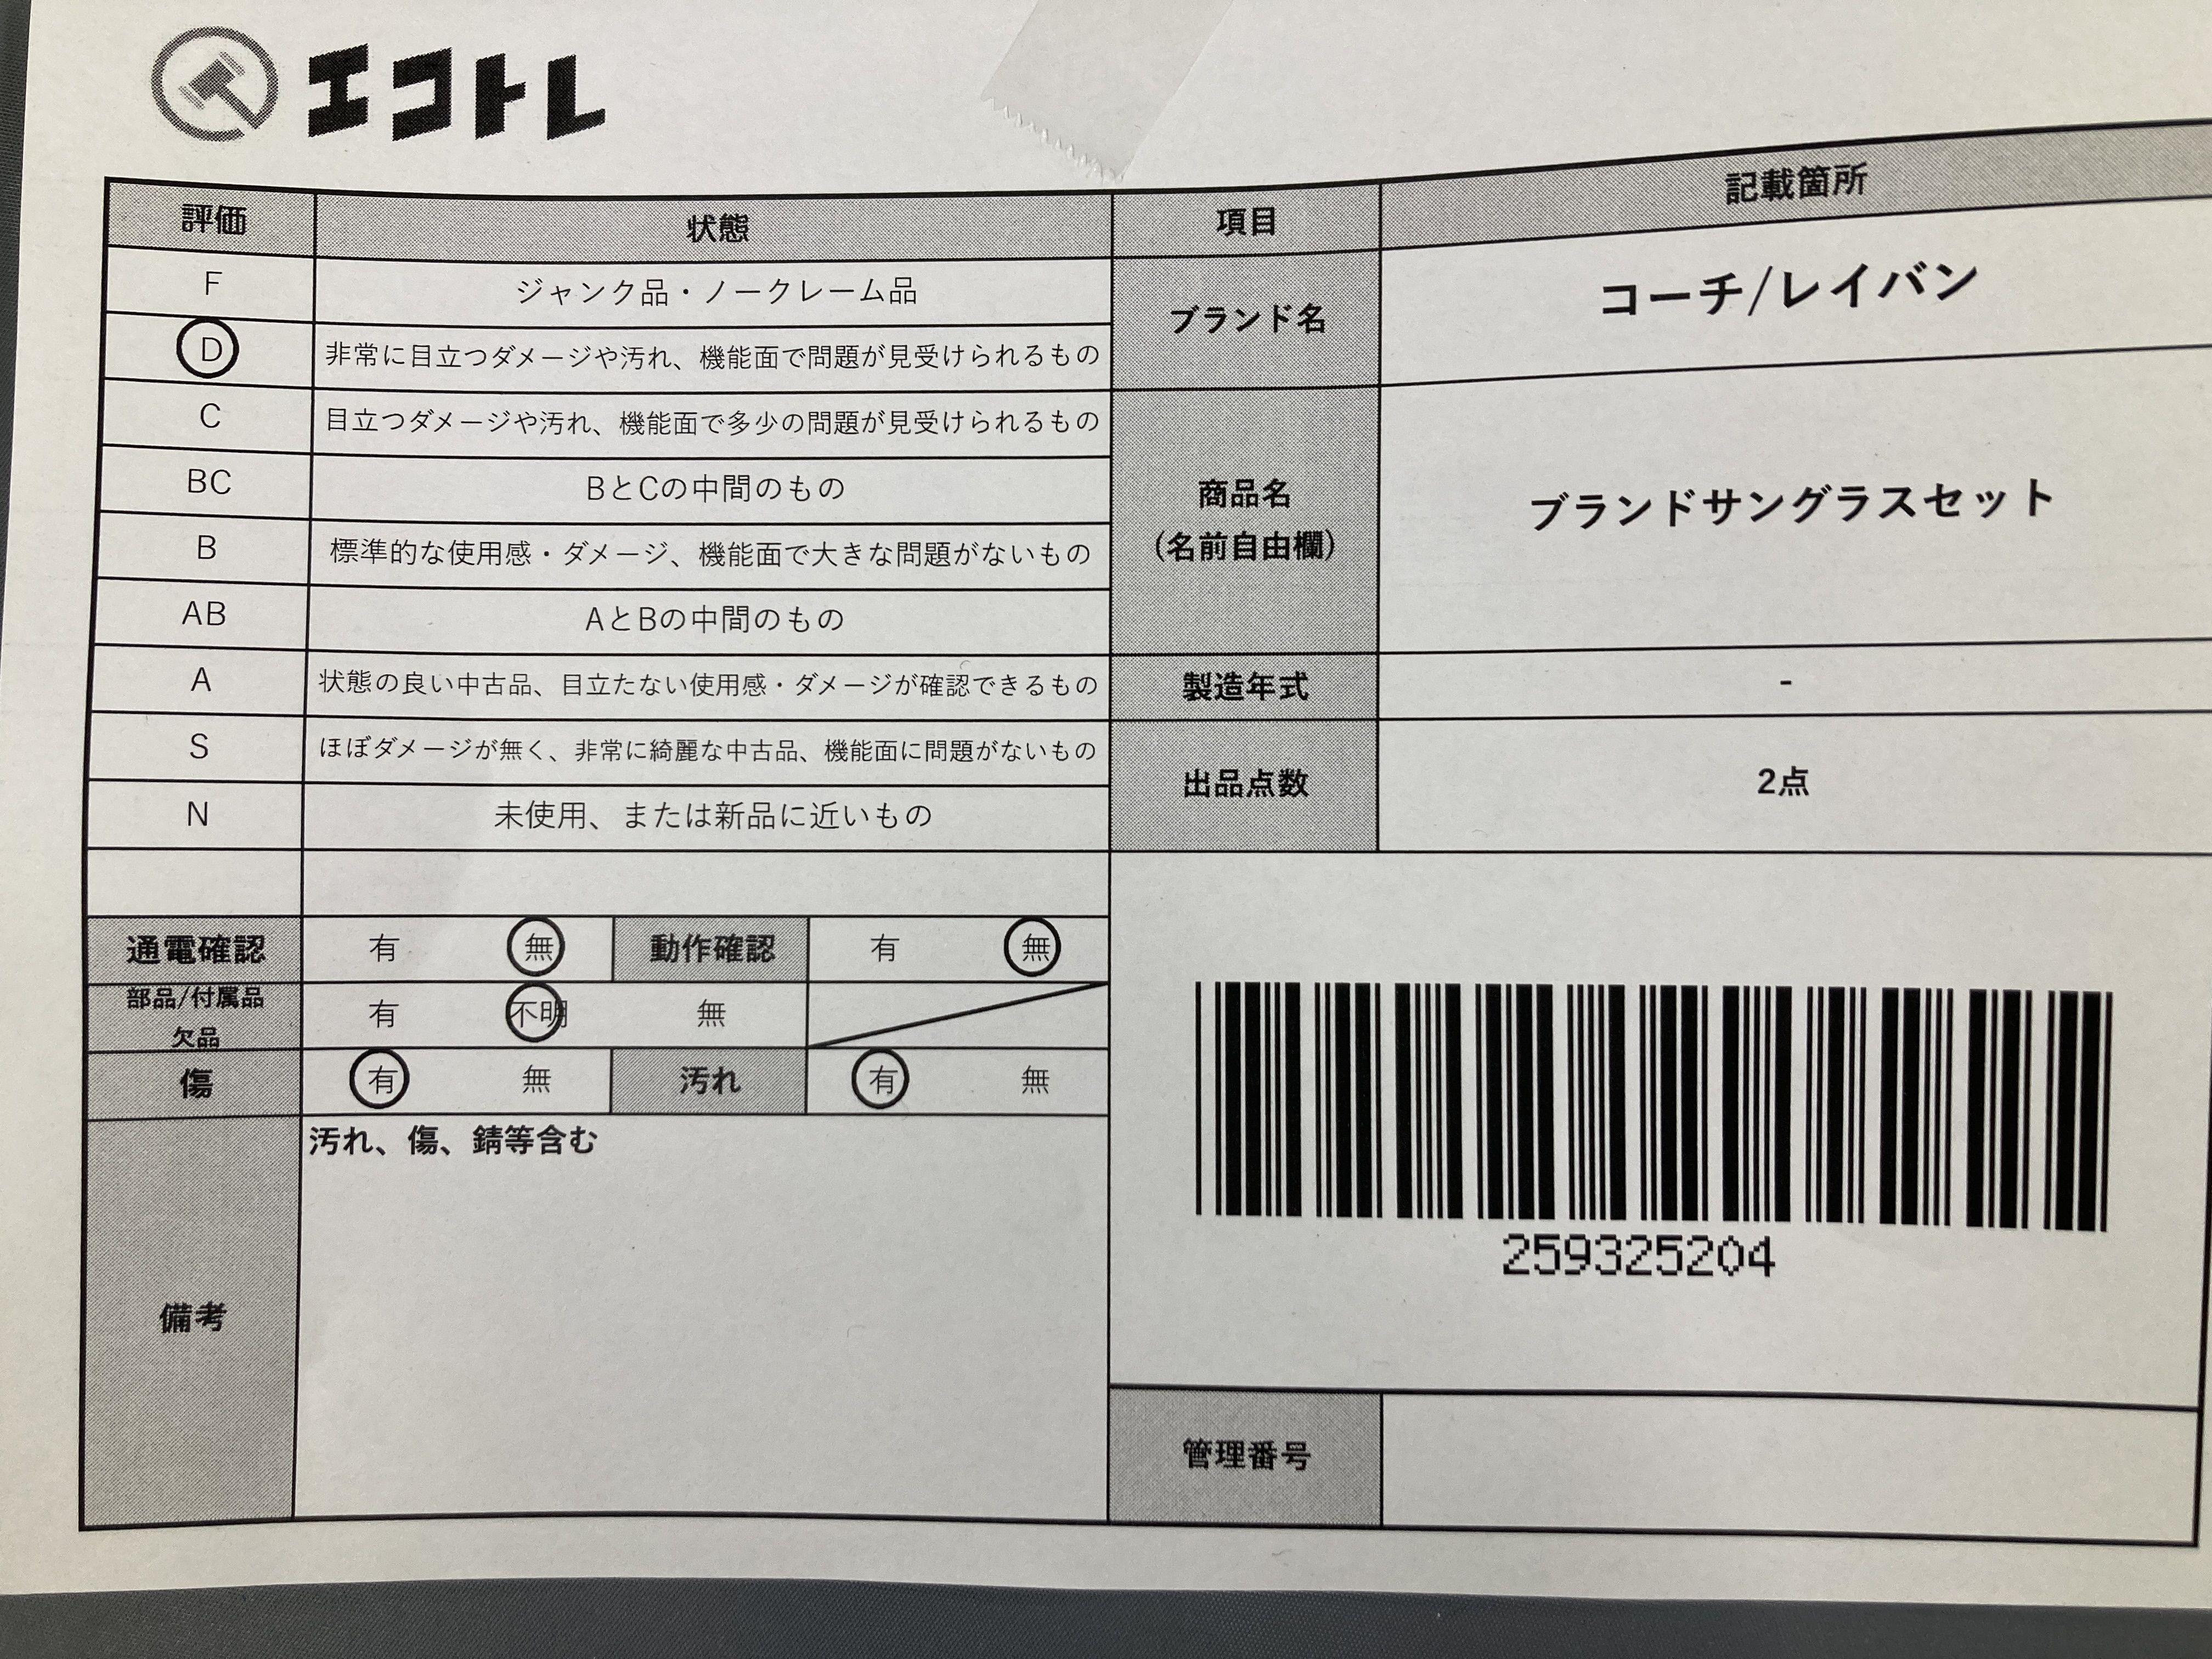 エコトレ
評価 状態 項目 記載箇所
F ジャンク品・ノークレーム品
D 非常に目立つダメージや汚れ、機能面で問題が見受けられるもの
C 目立つダメージや汚れ、機能面で多少の問題が見受けられるもの
BC BとCの中間のもの
B 標準的な使用感・ダメージ、機能面で大きな問題がないもの
AB AとBの中間のもの
A 状態の良い中古品、目立たない使用感・ダメージが確認できるもの
S ほぼダメージが無く、非常に綺麗な中古品、機能面に問題がないもの
N 未使用、または新品に近いもの
ブランド名 コーチ/レイバン
商品名
(名前自由欄)
ブランドサングラスセット
製造年式 -
出品点数 2点
通電確認 有 無 動作確認 有 無
部品/付属品
欠品
有 不明 無
傷 有 無 汚れ 有 無
備考
汚れ、傷、錆等含む
259325204
管理番号